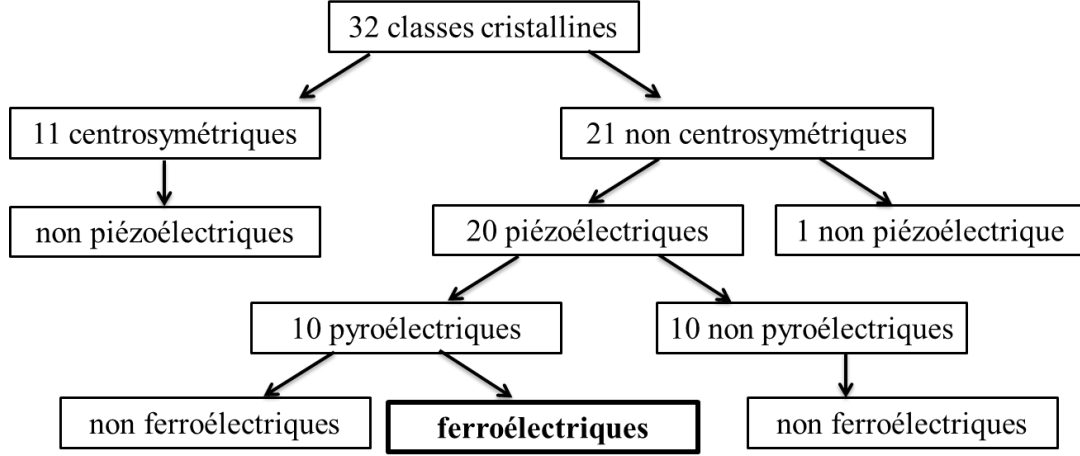 32 classes cristallines
11 centrosymétriques
21 non centrosymétriques
non piézoélectriques
20 piézoélectriques
1 non piézoélectrique
10 pyroélectriques
10 non pyroélectriques
non ferroélectriques
ferroélectriques
non ferroélectriques